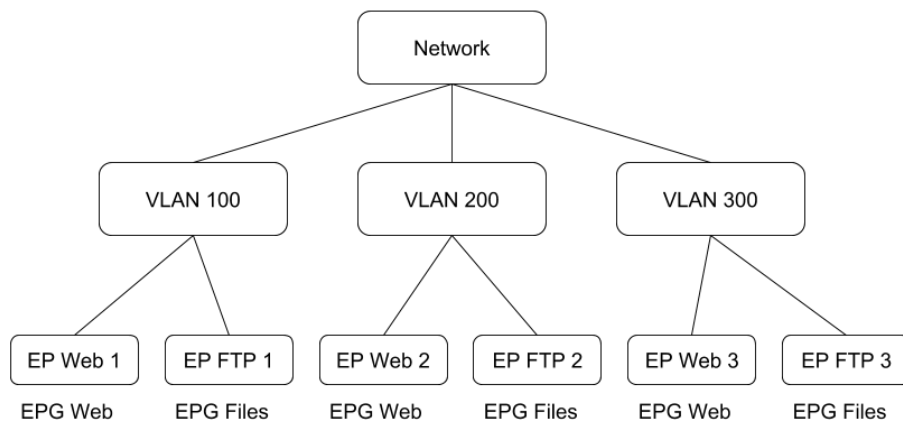 Network
VLAN 100
VLAN 200
VLAN 300
EP Web 1
EP FTP 1
EP Web 2
EP FTP 2
EP Web 3
EP FTP 3
EPG Web
EPG Files
EPG Web
EPG Files
EPG Web
EPG Files